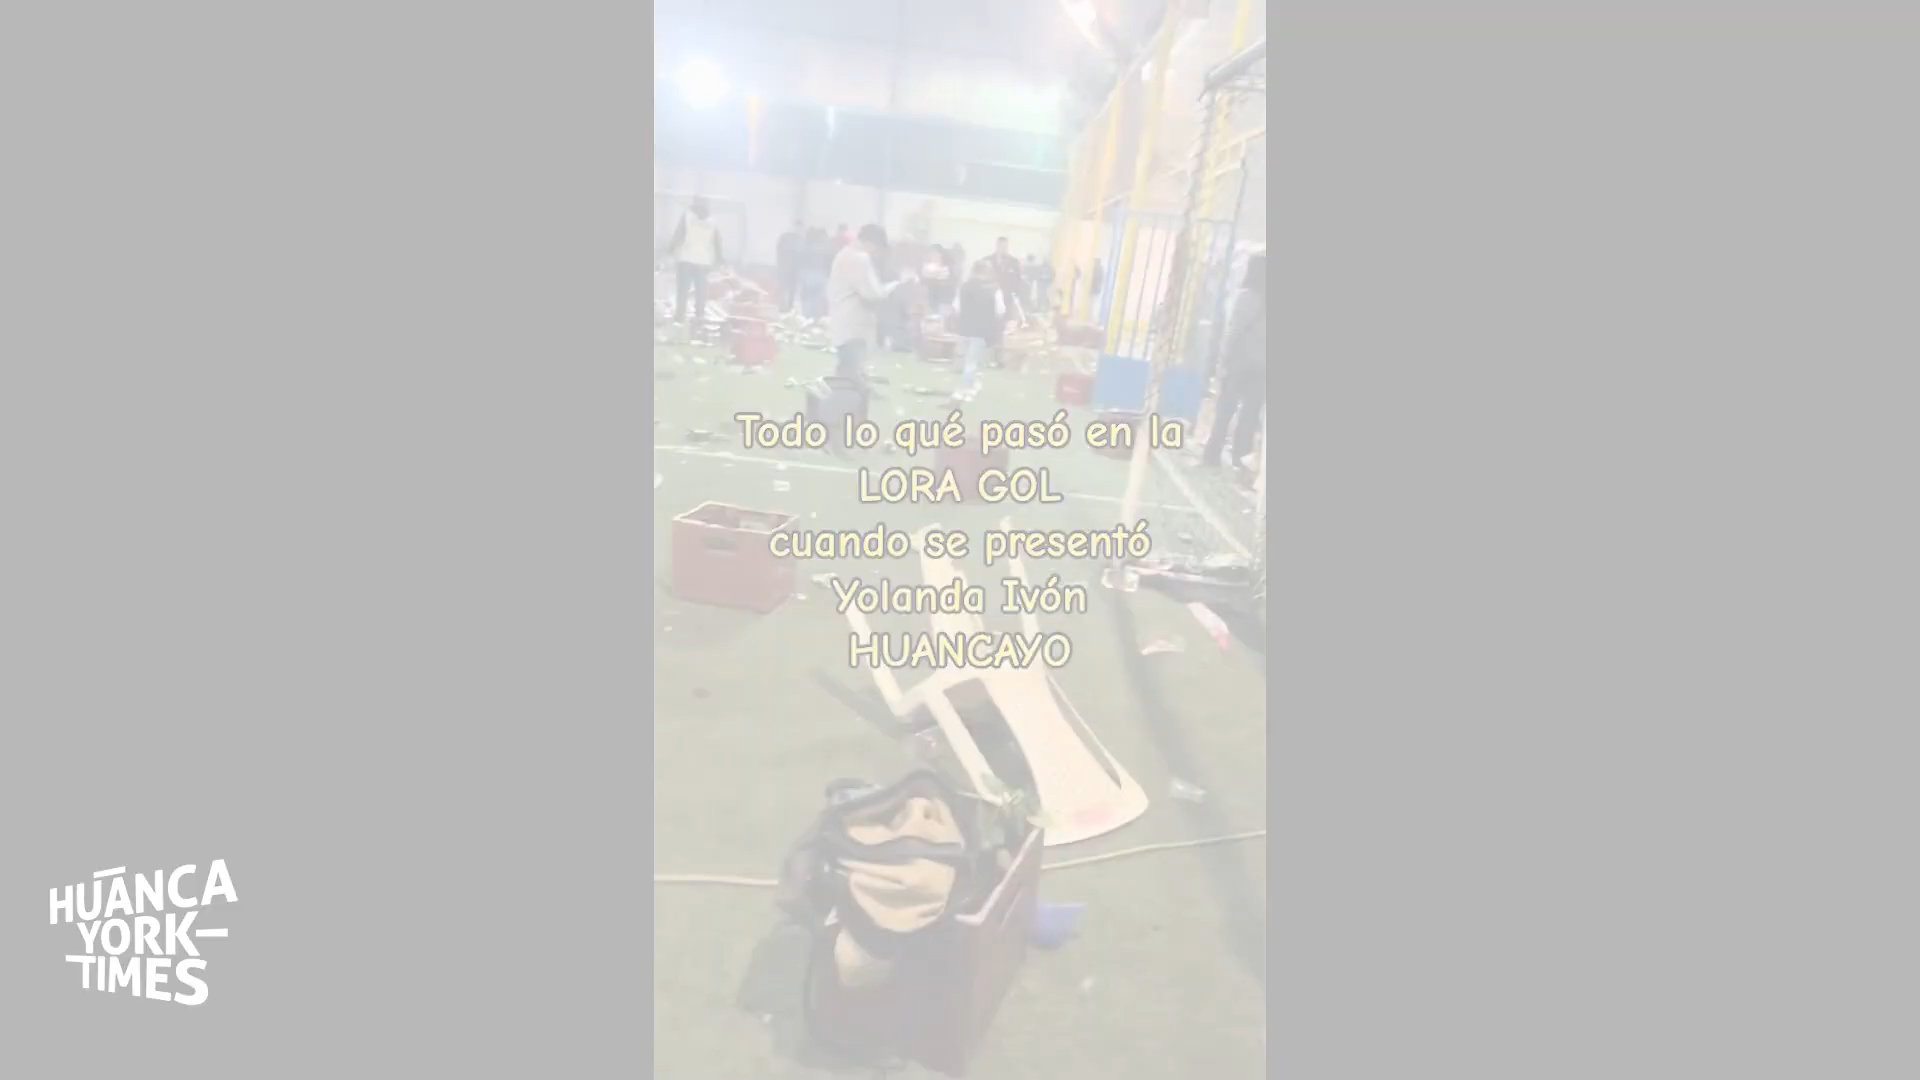 Todo lo qué pasó en la
LORA GOL
cuando se presentó
Yolanda Ivón
HUANCAYO
HUANCA
YORK-
TIMES